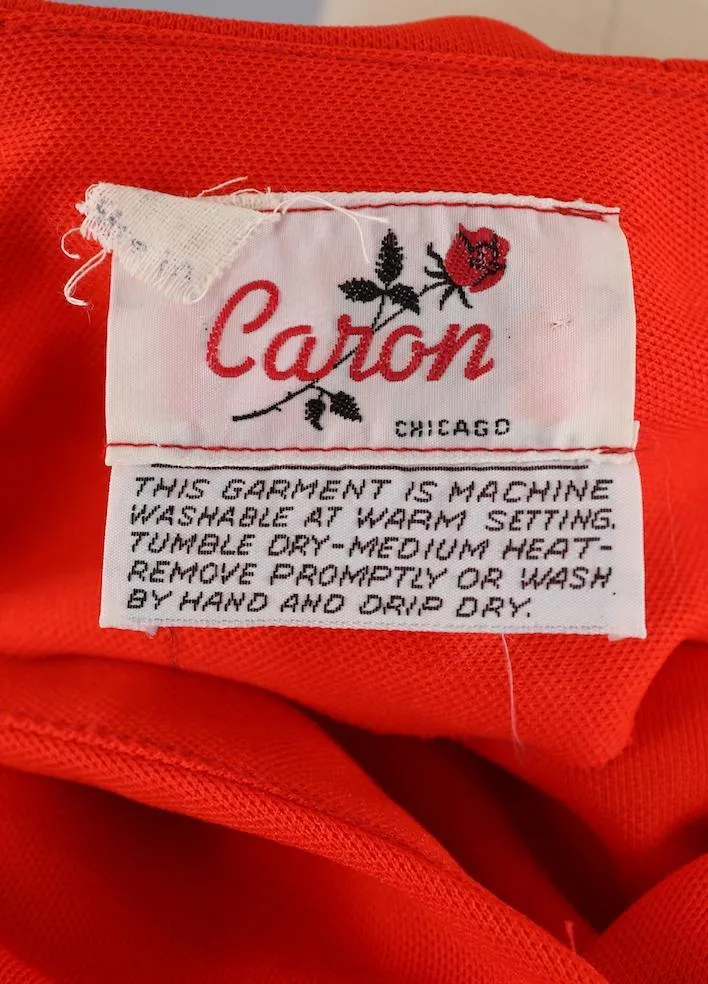 Caron
CHICAGO
THIS GARMENT IS MACHINE
WASHABLE AT WARM SETTING.
TUMBLE DRY-MEDIUM HEAT-
REMOVE PROMPTLY OR WASH
BY HAND AND DRIP DRY.